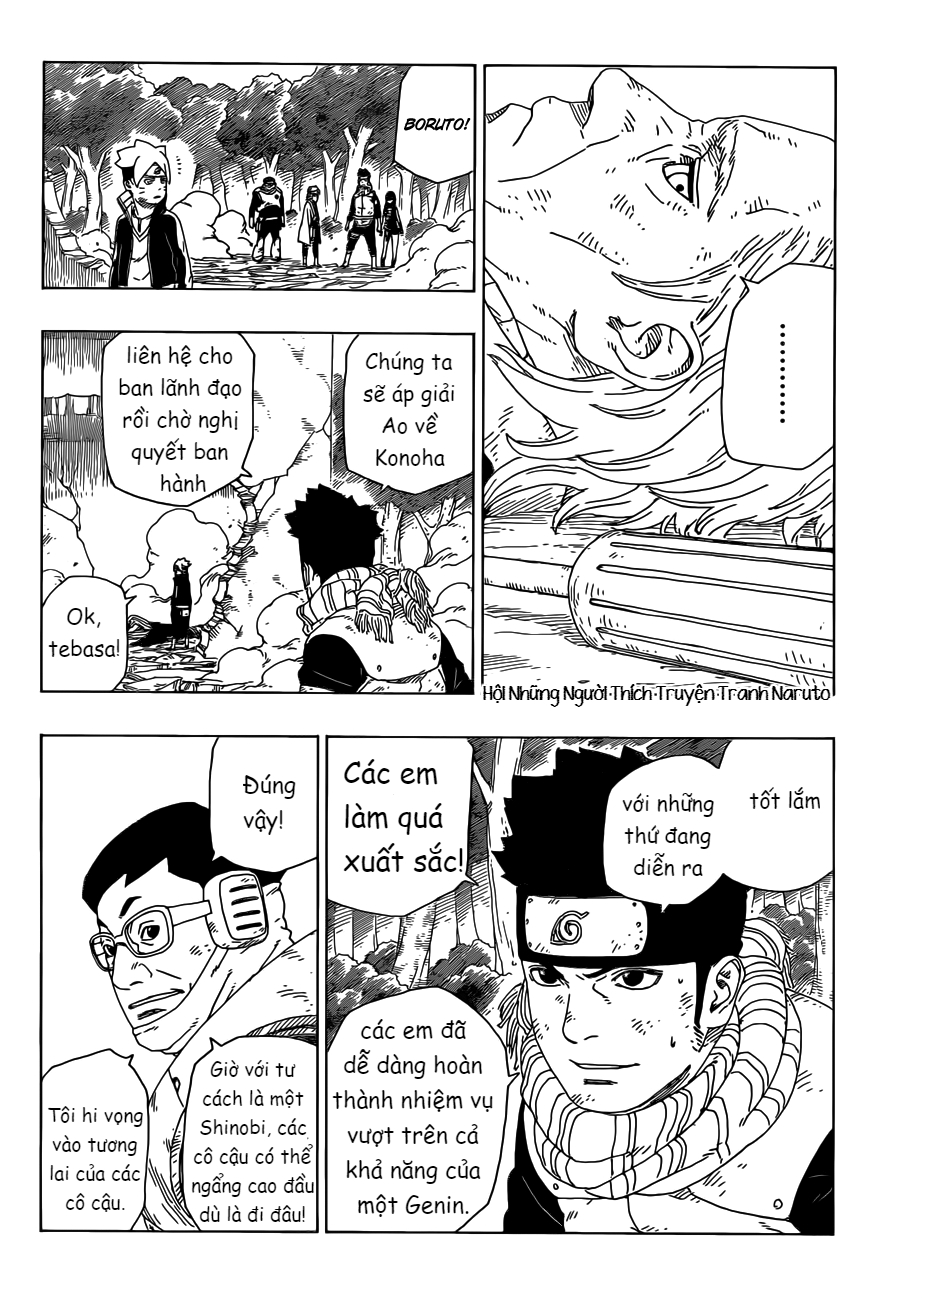 BORUTO!
..........
Chúng ta
sẽ áp giải
Ao về
Konoha
liên hệ cho
ban lãnh đạo
rồi chờ nghị
quyết ban
hành
Ok,
tebasa!
Hội Những Người Thích Truyện Tranh Naruto
tốt lắm
với những
thứ đang
diễn ra
Các em
làm quá
xuất sắc!
các em đã
dễ dàng hoàn
thành nhiệm vụ
vượt trên cả
khả năng của
một Genin.
Đúng
vậy!
Giờ với tư
cách là một
Shinobi, các
cô cậu có thể
ngẩng cao đầu
dù là đi đâu!
Tôi hi vọng
vào tương
lai của các
cô cậu.